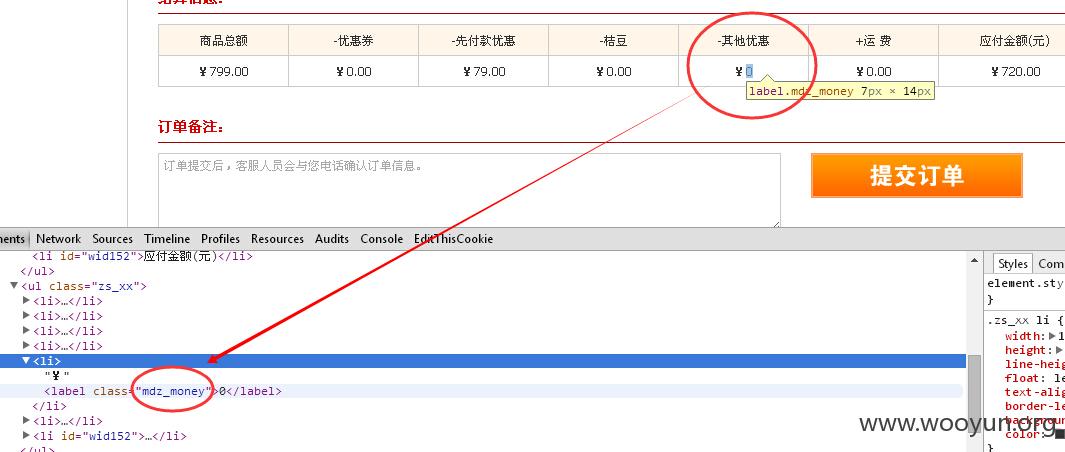 结算信息：
商品总额 -优惠券 -先付款优惠 -桔豆 -其他优惠 +运 费 应付金额(元)
¥ 799.00 ¥ 0.00 ¥ 79.00 ¥ 0.00 ¥ 0 ¥ 0.00 ¥ 720.00
label.mdz_money 7px × 14px
订单备注：
订单提交后，客服人员会与您电话确认订单信息。
提交订单
ments Network Sources Timeline Profiles Resources Audits Console EditThisCookie
<li id="wid152">应付金额(元)</li>
</ul>
<ul class="zs_xx">
<li>…</li>
<li>…</li>
<li>…</li>
<li>…</li>
<li>
"¥ "
<label class="mdz_money">0</label>
</li>
<li>…</li>
<li id="wid152">…</li>
</ul>
Styles Com
element.sty
}
.zs_xx li {
width: 1
height:
line-heig
float: le
text-alig
border-le
backgroun
color:
}
www.wooyun.org